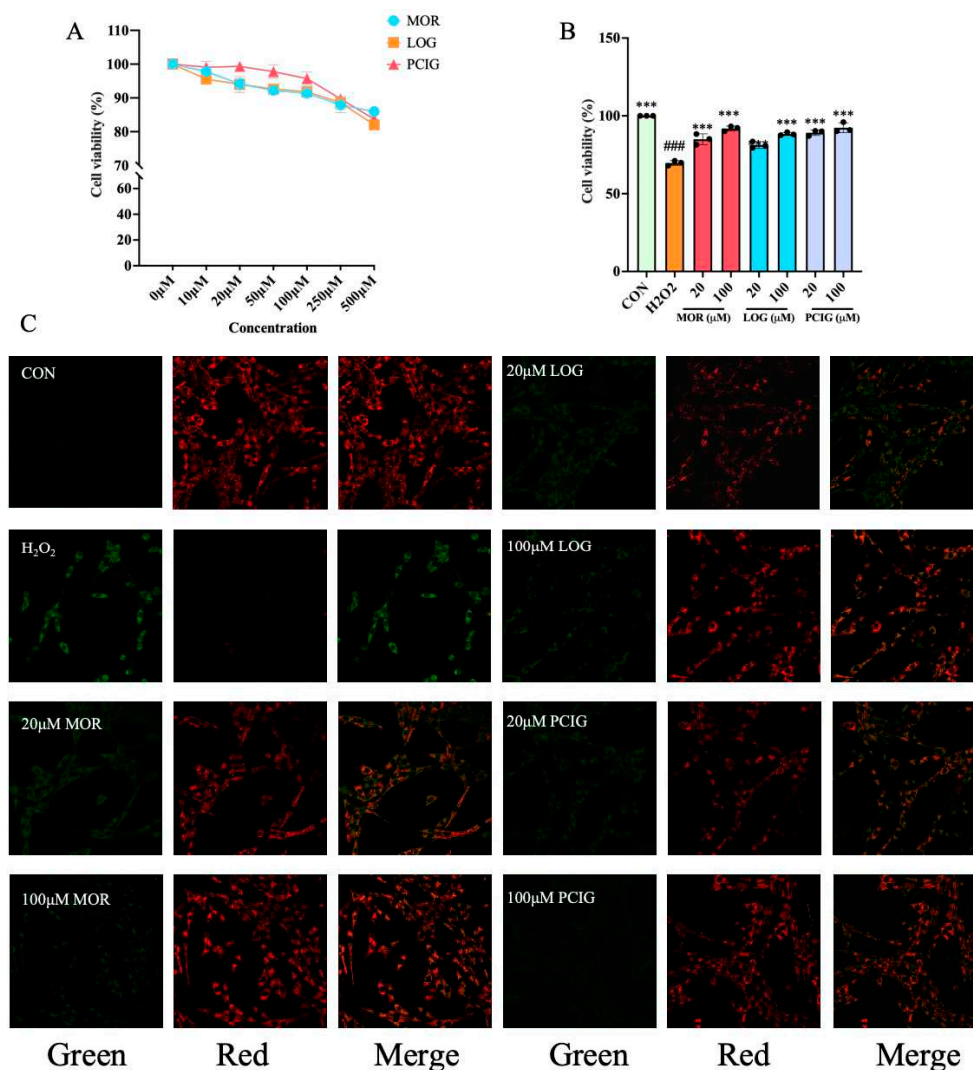 A
MOR
LOG
PCIG
Cell viability (%)
110
100
90
80
70
60
40
20
0
0μM
10μM
20μM
50μM
100μM
250μM
500μM
Concentration
B
Cell viability (%)
150
100
50
0
***
###
***
***
***
***
***
***
CON
H2O2
20
100
20
100
20
100
MOR (μM)
LOG (μM)
PCIG (μM)
C
CON
20μM LOG
H₂O₂
100μM LOG
20μM MOR
20μM PCIG
100μM MOR
100μM PCIG
Green Red Merge Green Red Merge